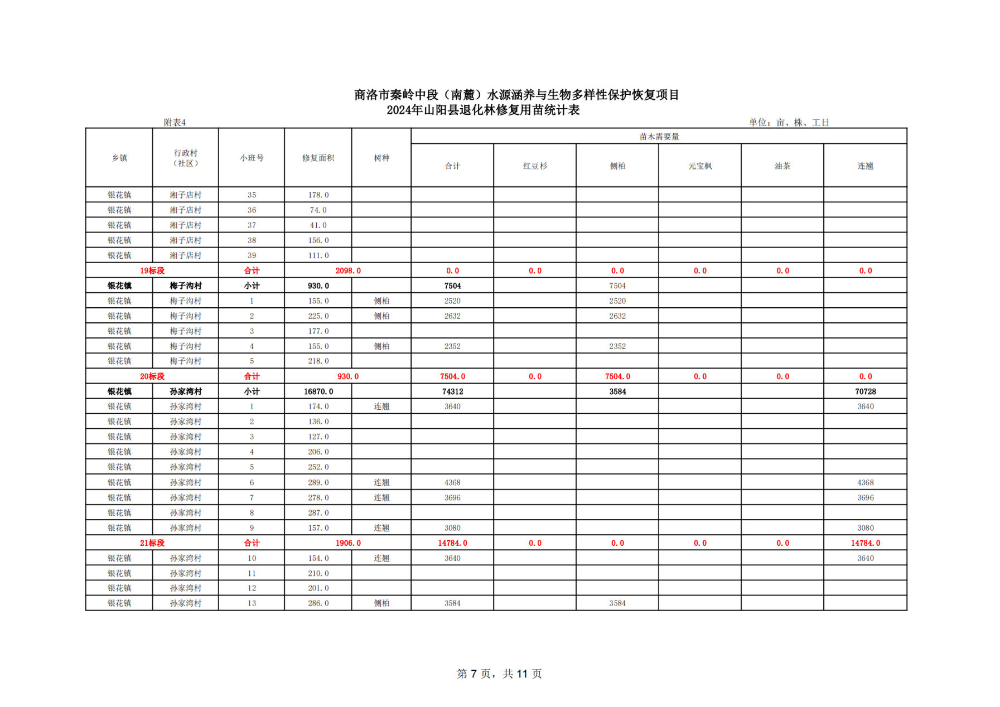 商洛市秦岭中段（南麓）水源涵养与生物多样性保护恢复项目
2024年山阳县退化林修复用苗统计表
附表4 单位：亩、株、工日
乡镇 行政村（社区） 小班号 修复面积 树种 苗木需要量
合计 红豆杉 侧柏 元宝枫 油茶 连翘
银花镇 湘子店村 35 178.0
银花镇 湘子店村 36 74.0
银花镇 湘子店村 37 41.0
银花镇 湘子店村 38 156.0
银花镇 湘子店村 39 111.0
19标段 合计 2098.0 0.0 0.0 0.0 0.0 0.0 0.0
银花镇 梅子沟村 小计 930.0 7504 7504
银花镇 梅子沟村 1 155.0 侧柏 2520 2520
银花镇 梅子沟村 2 225.0 侧柏 2632 2632
银花镇 梅子沟村 3 177.0
银花镇 梅子沟村 4 155.0 侧柏 2352 2352
银花镇 梅子沟村 5 218.0
20标段 合计 930.0 7504.0 0.0 7504.0 0.0 0.0 0.0
银花镇 孙家湾村 小计 16870.0 74312 3584 70728
银花镇 孙家湾村 1 174.0 连翘 3640 3640
银花镇 孙家湾村 2 136.0
银花镇 孙家湾村 3 127.0
银花镇 孙家湾村 4 206.0
银花镇 孙家湾村 5 252.0
银花镇 孙家湾村 6 289.0 连翘 4368 4368
银花镇 孙家湾村 7 278.0 连翘 3696 3696
银花镇 孙家湾村 8 287.0
银花镇 孙家湾村 9 157.0 连翘 3080 3080
21标段 合计 1906.0 14784.0 0.0 0.0 0.0 0.0 14784.0
银花镇 孙家湾村 10 154.0 连翘 3640 3640
银花镇 孙家湾村 11 210.0
银花镇 孙家湾村 12 201.0
银花镇 孙家湾村 13 286.0 侧柏 3584 3584
第 7 页，共 11 页